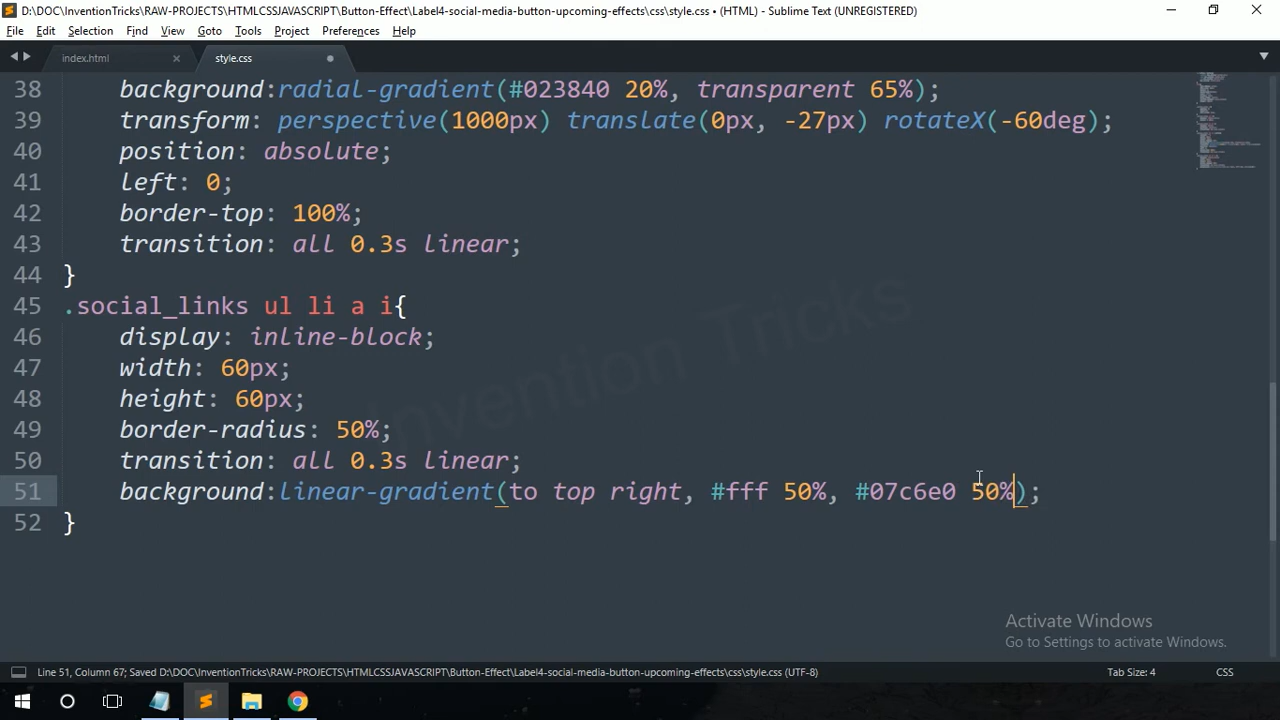 D:\DOC\InventionTricks\RAW-PROJECTS\HTMLCSSJAVASCRIPT\Button-Effect\Label4-social-media-button-upcoming-effects\css\style.css • (HTML) - Sublime Text (UNREGISTERED)
File Edit Selection Find View Goto Tools Project Preferences Help
index.html style.css
38 background:radial-gradient(#023840 20%, transparent 65%);
39 transform: perspective(1000px) translate(0px, -27px) rotateX(-60deg);
40 position: absolute;
41 left: 0;
42 border-top: 100%;
43 transition: all 0.3s linear;
44 }
45 .social_links ul li a i{
46 display: inline-block;
47 width: 60px;
48 height: 60px;
49 border-radius: 50%;
50 transition: all 0.3s linear;
51 background:linear-gradient(to top right, #fff 50%, #07c6e0 50%);
52 }
Invention Tricks
Activate Windows
Go to Settings to activate Windows.
Line 51, Column 67; Saved D:\DOC\InventionTricks\RAW-PROJECTS\HTMLCSSJAVASCRIPT\Button-Effect\Label4-social-media-button-upcoming-effects\css\style.css (UTF-8) Tab Size: 4 CSS